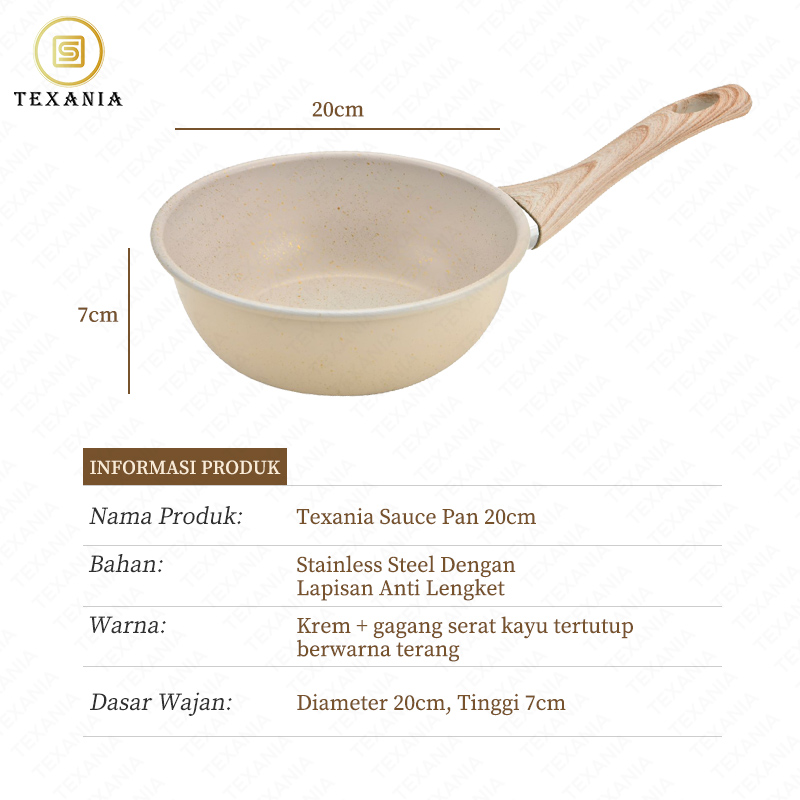 TEXANIA
20cm
7cm
INFORMASI PRODUK
Nama Produk: Texania Sauce Pan 20cm
Bahan: Stainless Steel Dengan
Lapisan Anti Lengket
Warna: Krem + gagang serat kayu tertutup
berwarna terang
Dasar Wajan: Diameter 20cm, Tinggi 7cm